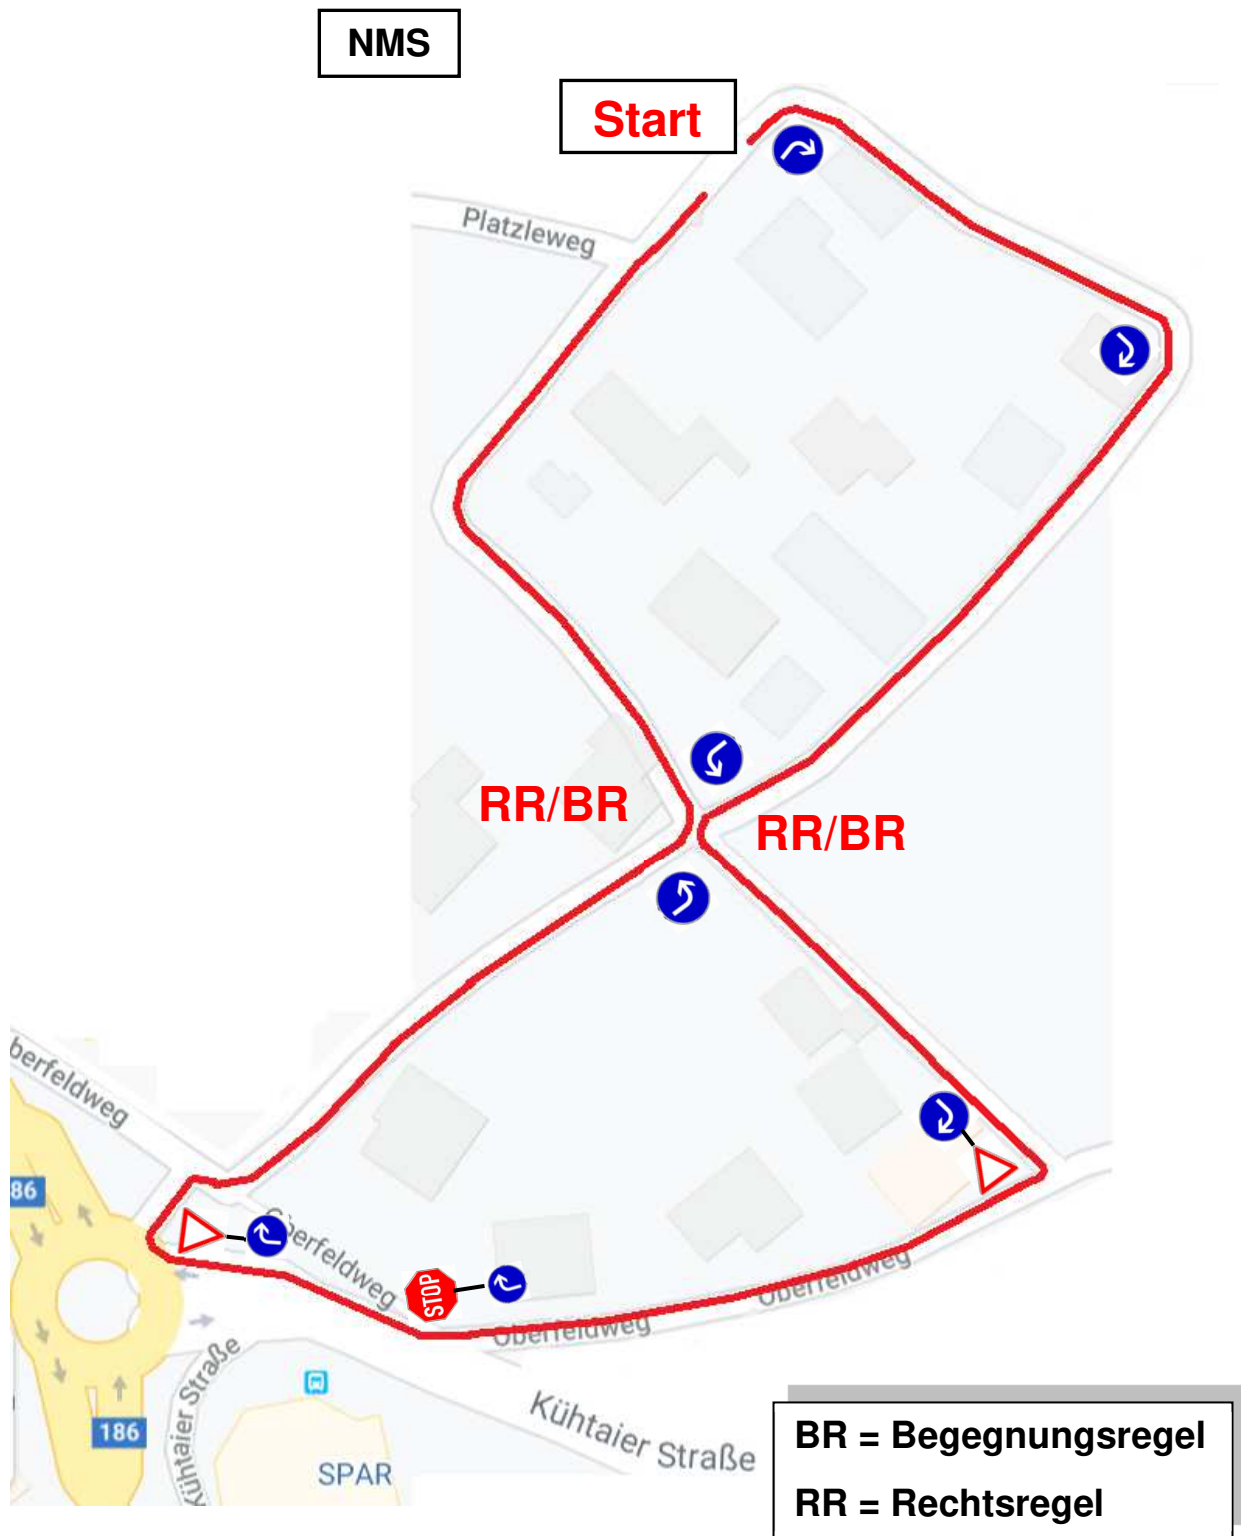 NMS
Start
Platzleweg
RR/BR
RR/BR
berfeldweg
86
Oberfeldweg
STOP
Oberfeldweg
Oberfeldweg
Kühtaier Straße
Kühtaier Straße
186
SPAR
BR = Begegnungsregel
RR = Rechtsregel